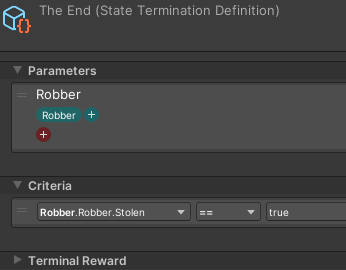 The End (State Termination Definition)
Parameters
Robber
Robber +
+
Criteria
Robber.Robber.Stolen == true
Terminal Reward